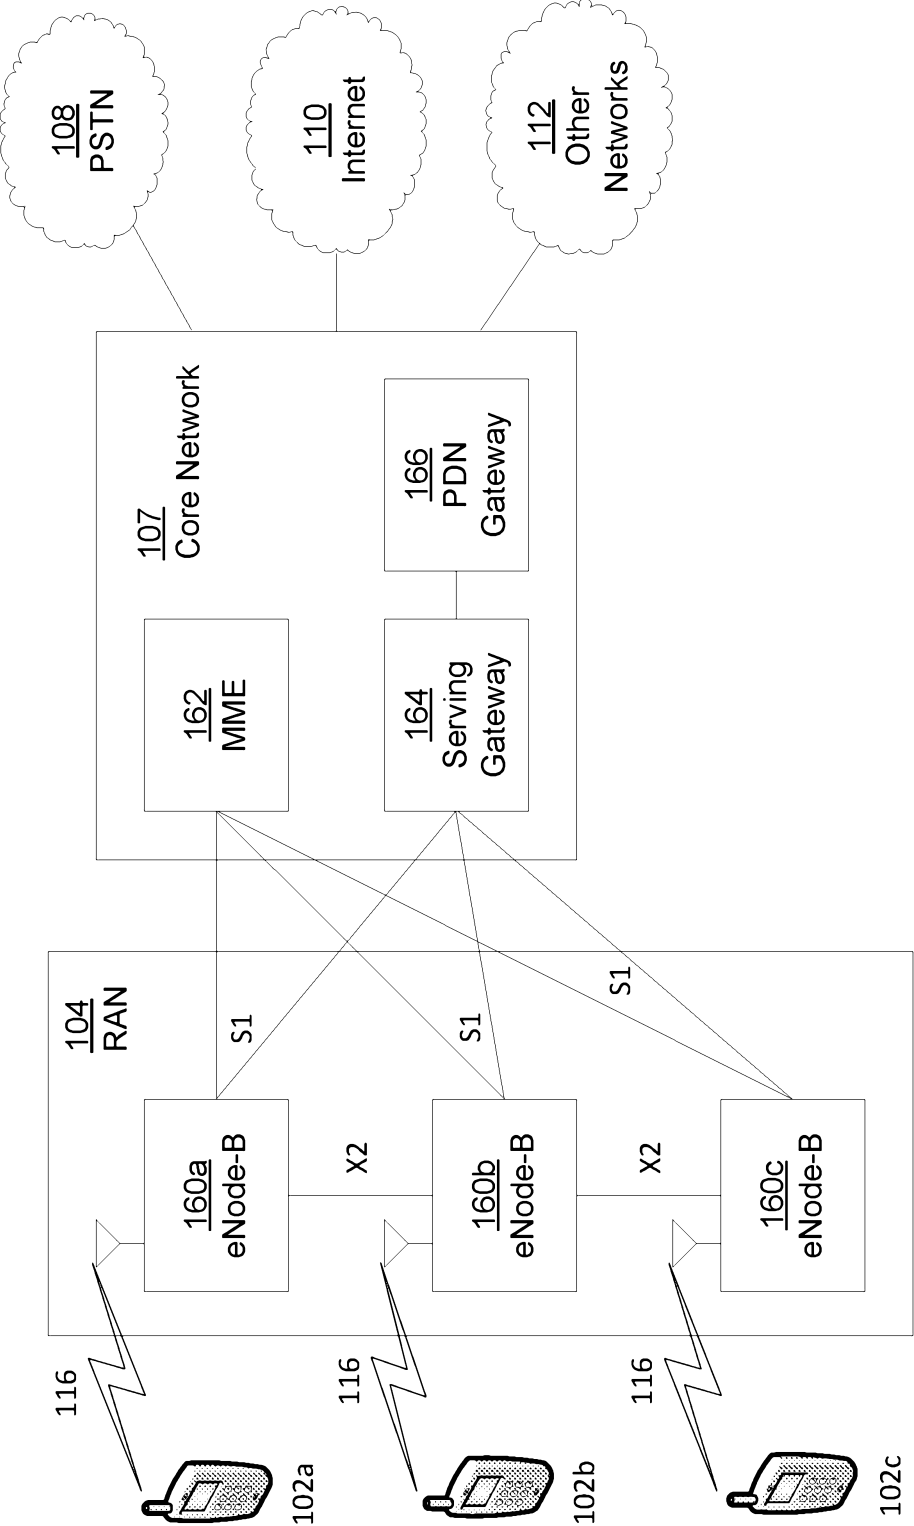 102a
102b
102c
116
116
116
104
RAN
160a
eNode-B
160b
eNode-B
160c
eNode-B
X2
X2
S1
S1
S1
107
Core Network
162
MME
164
Serving
Gateway
166
PDN
Gateway
108
PSTN
110
Internet
112
Other
Networks